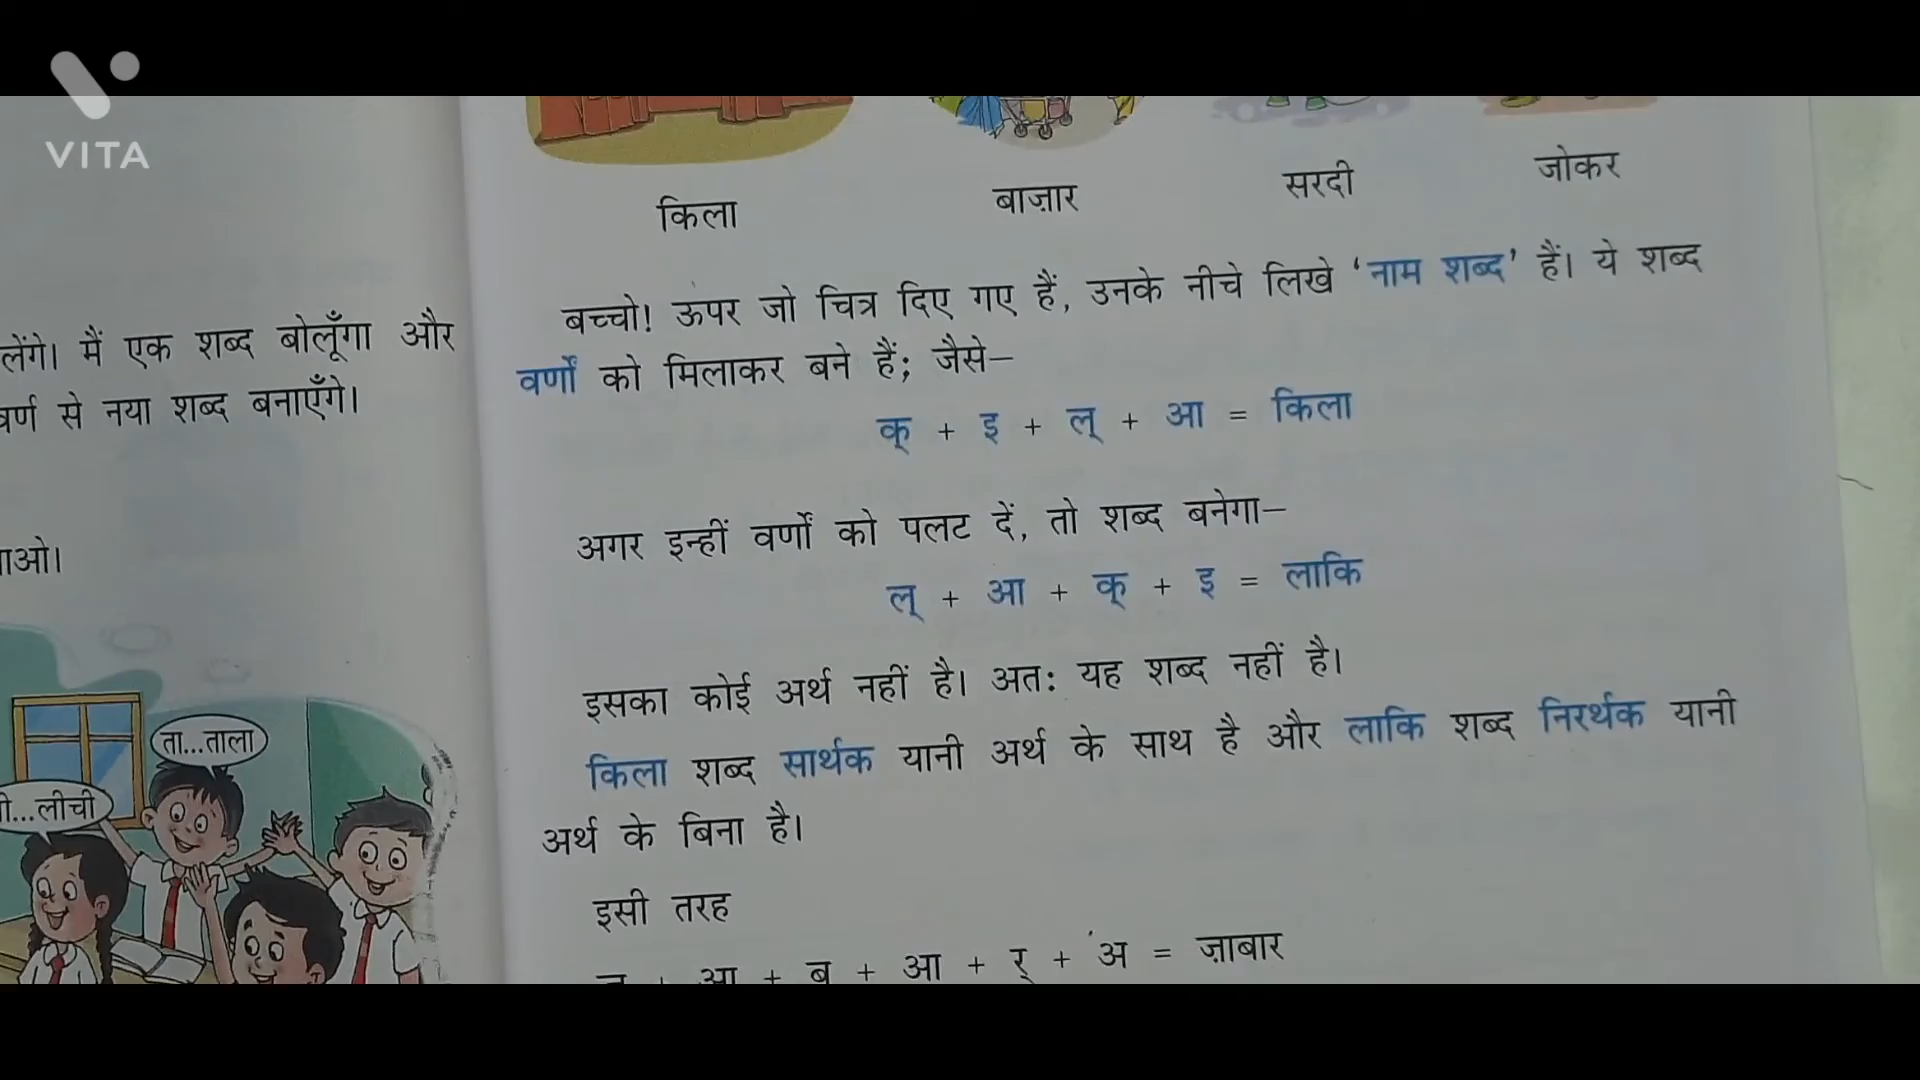 VITA
लेंगे। मैं एक शब्द बोलूँगा और
वर्ण से नया शब्द बनाएँगे।
ता...ताला
...लीची
किला बाज़ार सरदी जोकर
बच्चो! ऊपर जो चित्र दिए गए हैं, उनके नीचे लिखे ‘नाम शब्द’ हैं। ये शब्द
वर्णों को मिलाकर बने हैं; जैसे—
क् + इ + ल् + आ = किला
अगर इन्हीं वर्णों को पलट दें, तो शब्द बनेगा—
ल् + आ + क् + इ = लाकि
इसका कोई अर्थ नहीं है। अतः यह शब्द नहीं है।
किला शब्द सार्थक यानी अर्थ के साथ है और लाकि शब्द निरर्थक यानी
अर्थ के बिना है।
इसी तरह
+ आ + ब + आ + र् + अ = ज़ाबार